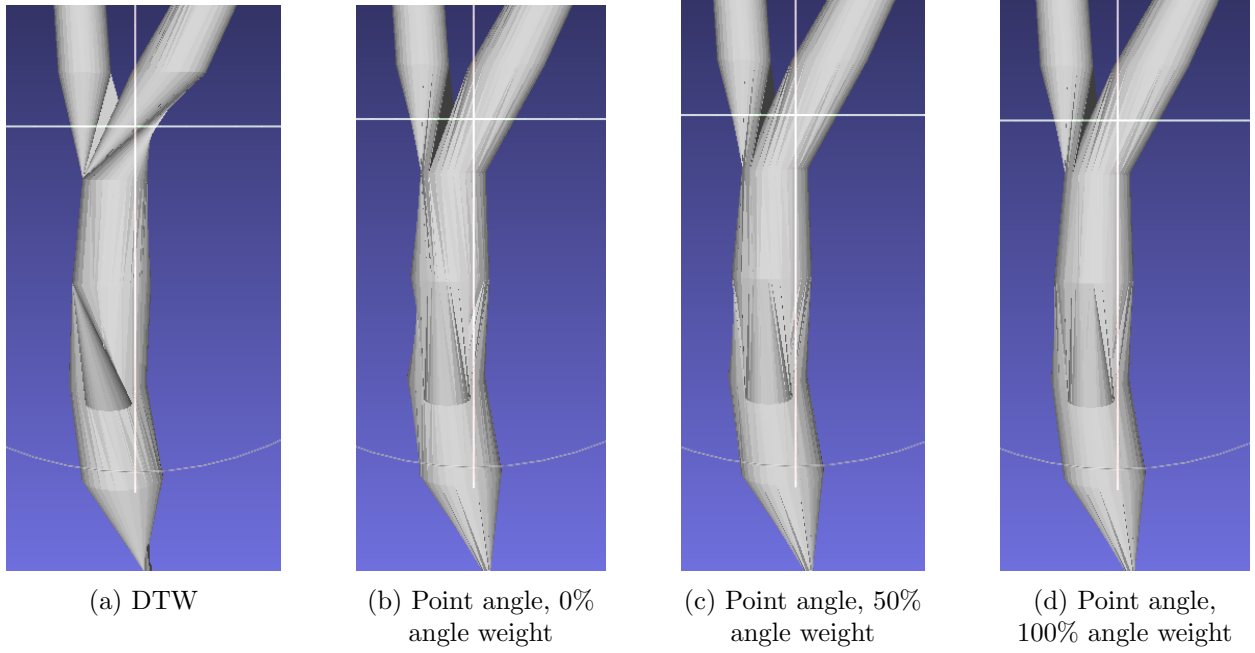 (a) DTW
(b) Point angle, 0%
angle weight
(c) Point angle, 50%
angle weight
(d) Point angle,
100% angle weight